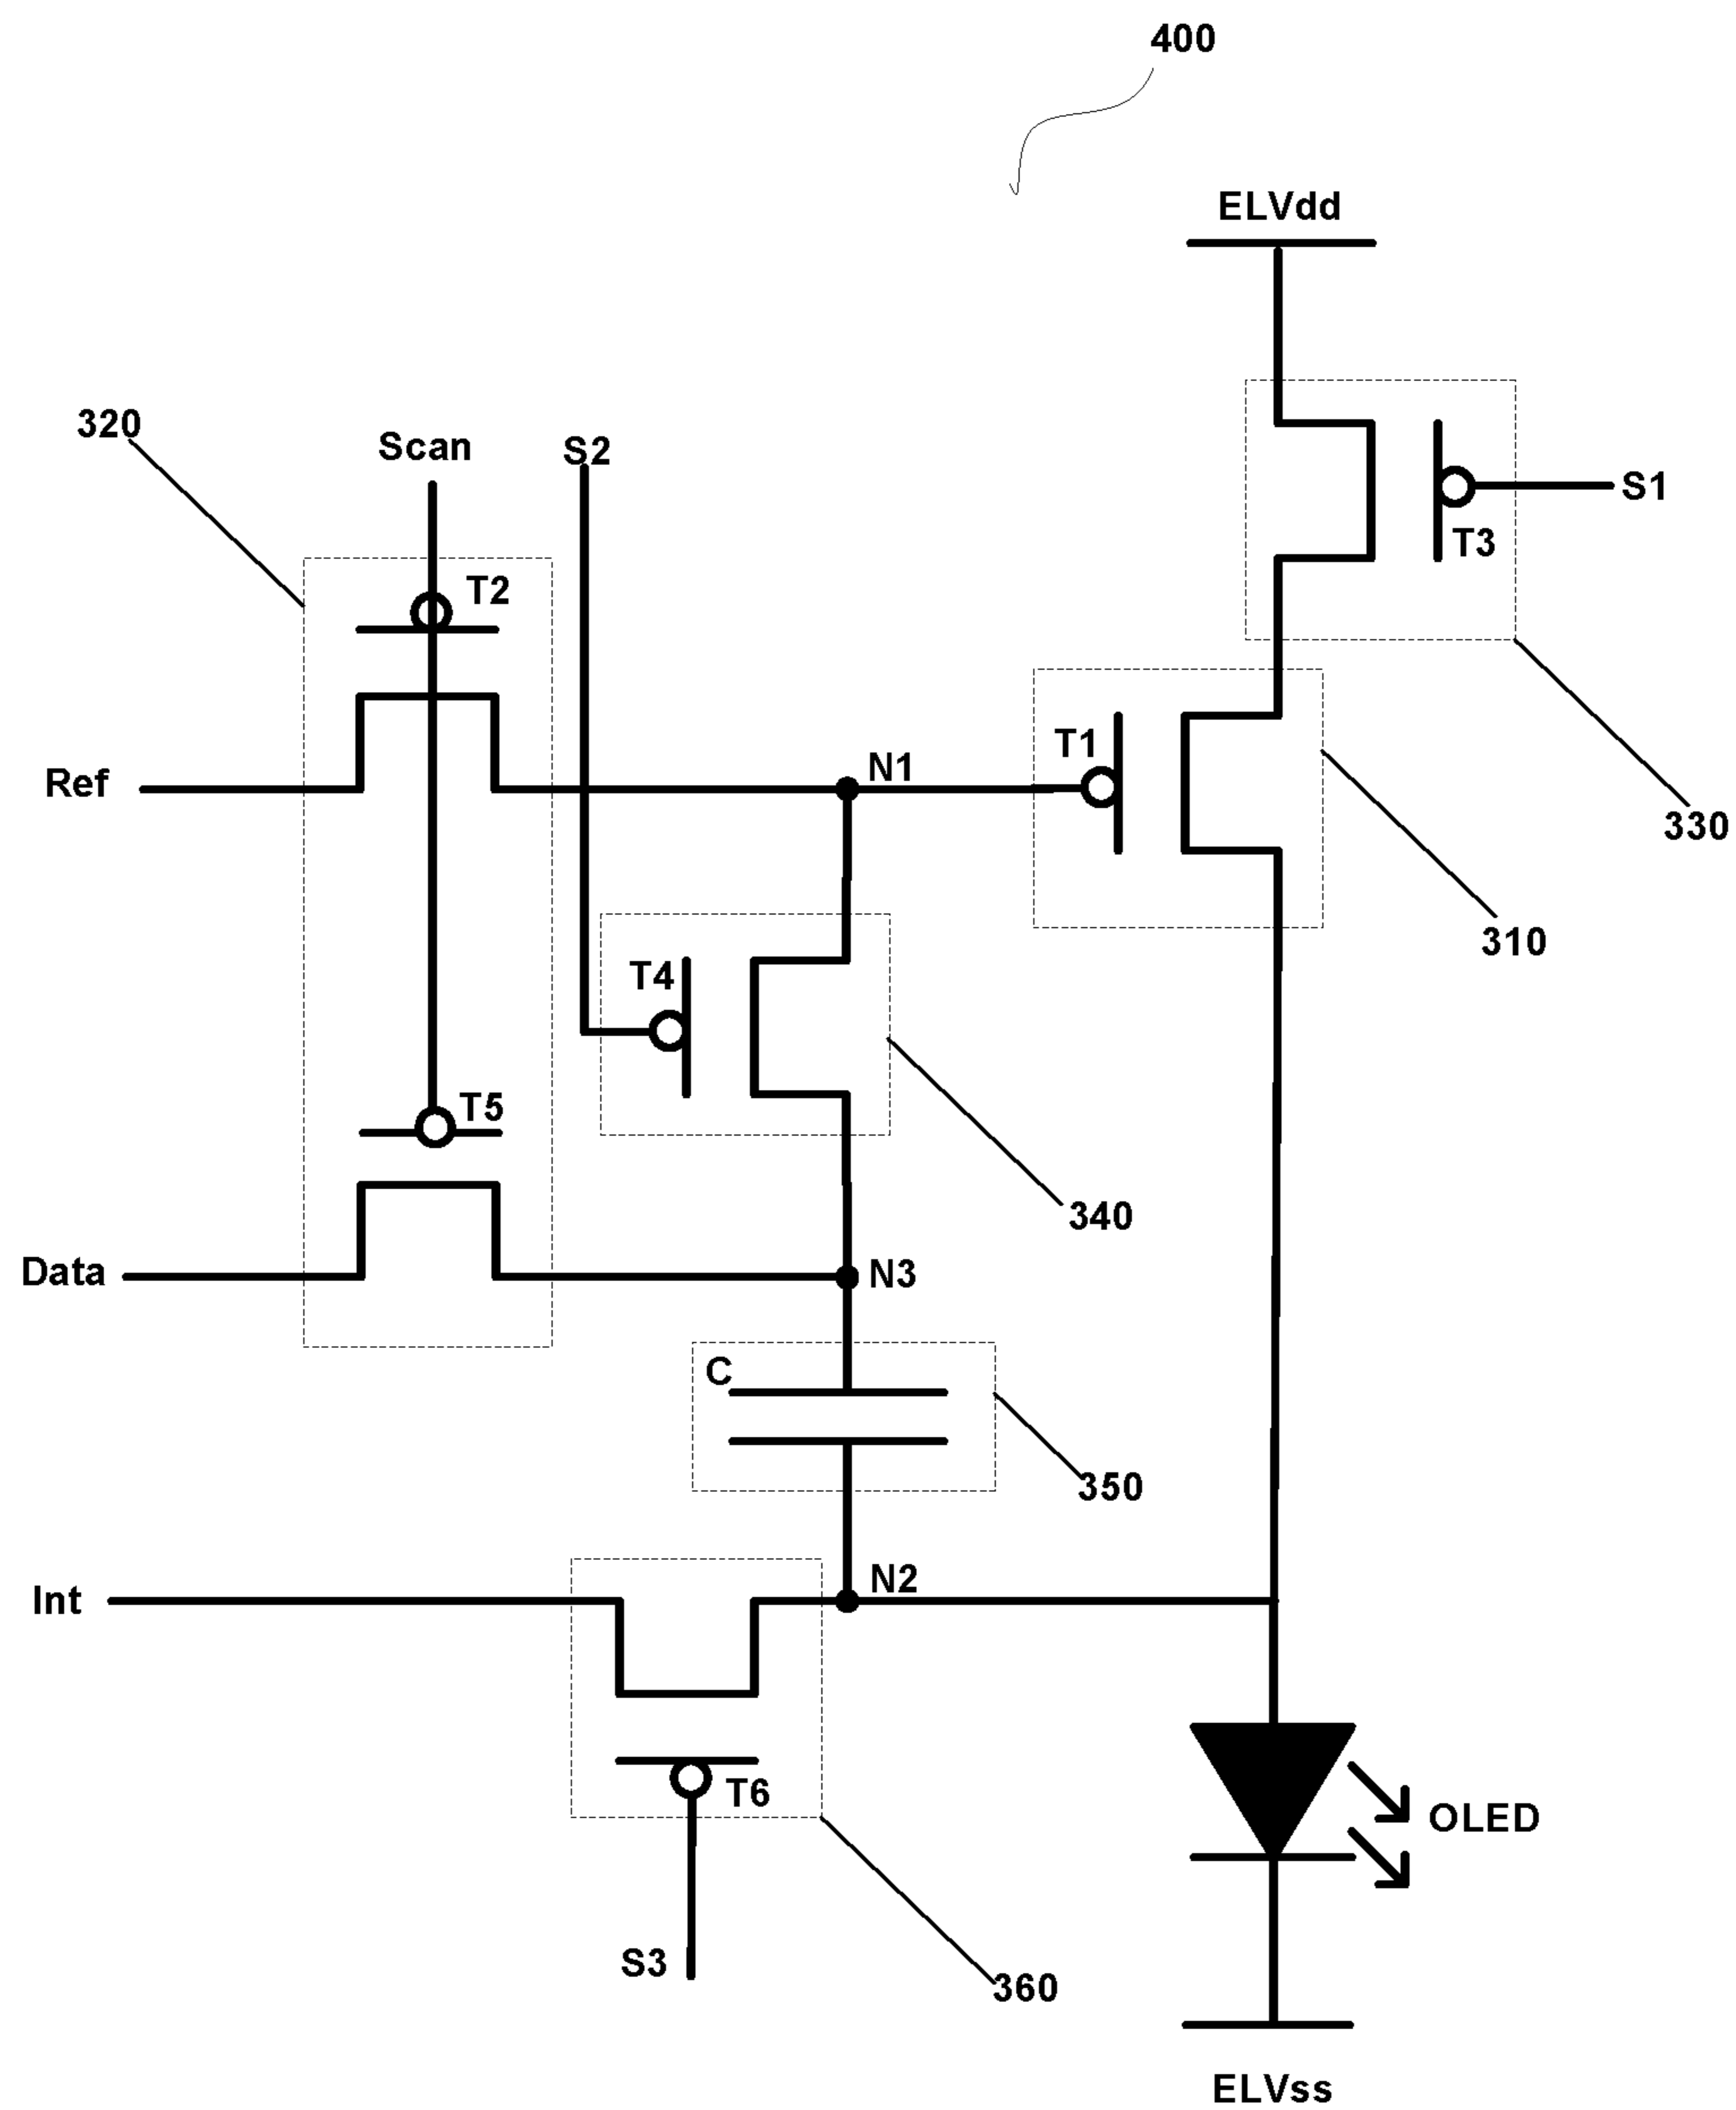 400
ELVdd
320
Scan
S2
S1
T3
T2
T1
N1
Ref
330
310
T4
T5
340
Data
N3
C
350
N2
Int
T6
OLED
S3
360
ELVss